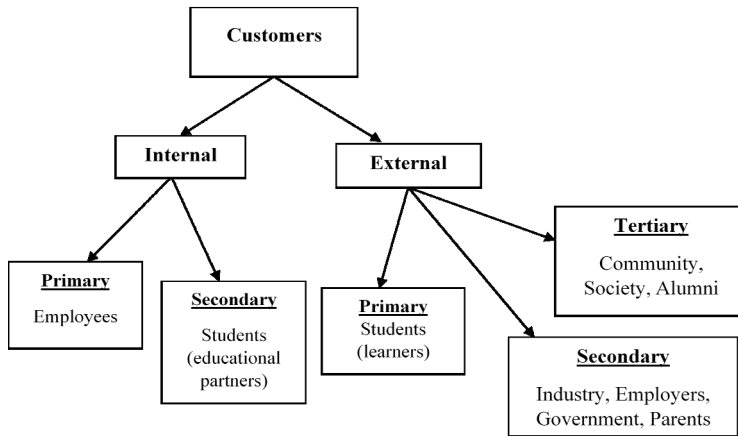 Customers
Internal
External
Primary
Employees
Secondary
Students
(educational
partners)
Primary
Students
(learners)
Tertiary
Community,
Society, Alumni
Secondary
Industry, Employers,
Government, Parents